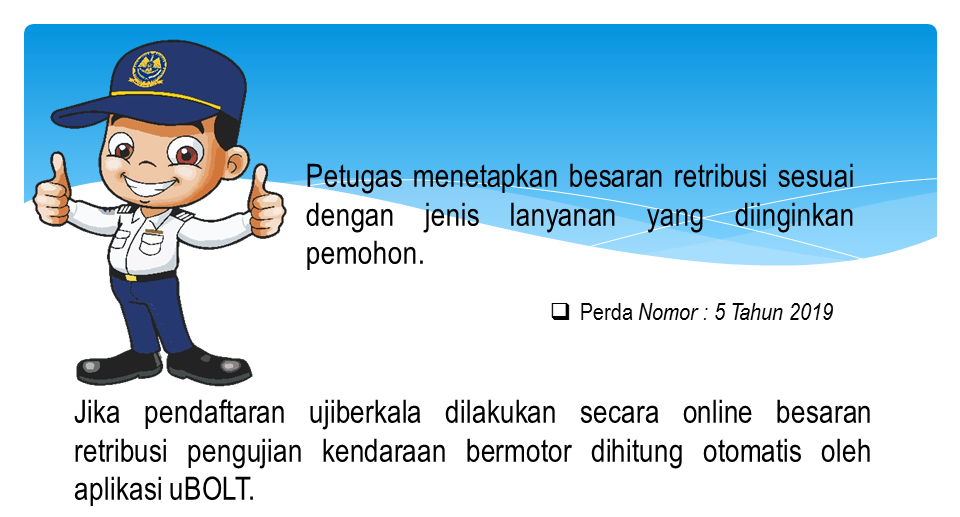 Petugas menetapkan besaran retribusi sesuai
dengan jenis lanyanan yang diinginkan
pemohon.
❑ Perda Nomor : 5 Tahun 2019
Jika pendaftaran ujiberkala dilakukan secara online besaran
retribusi pengujian kendaraan bermotor dihitung otomatis oleh
aplikasi uBOLT.